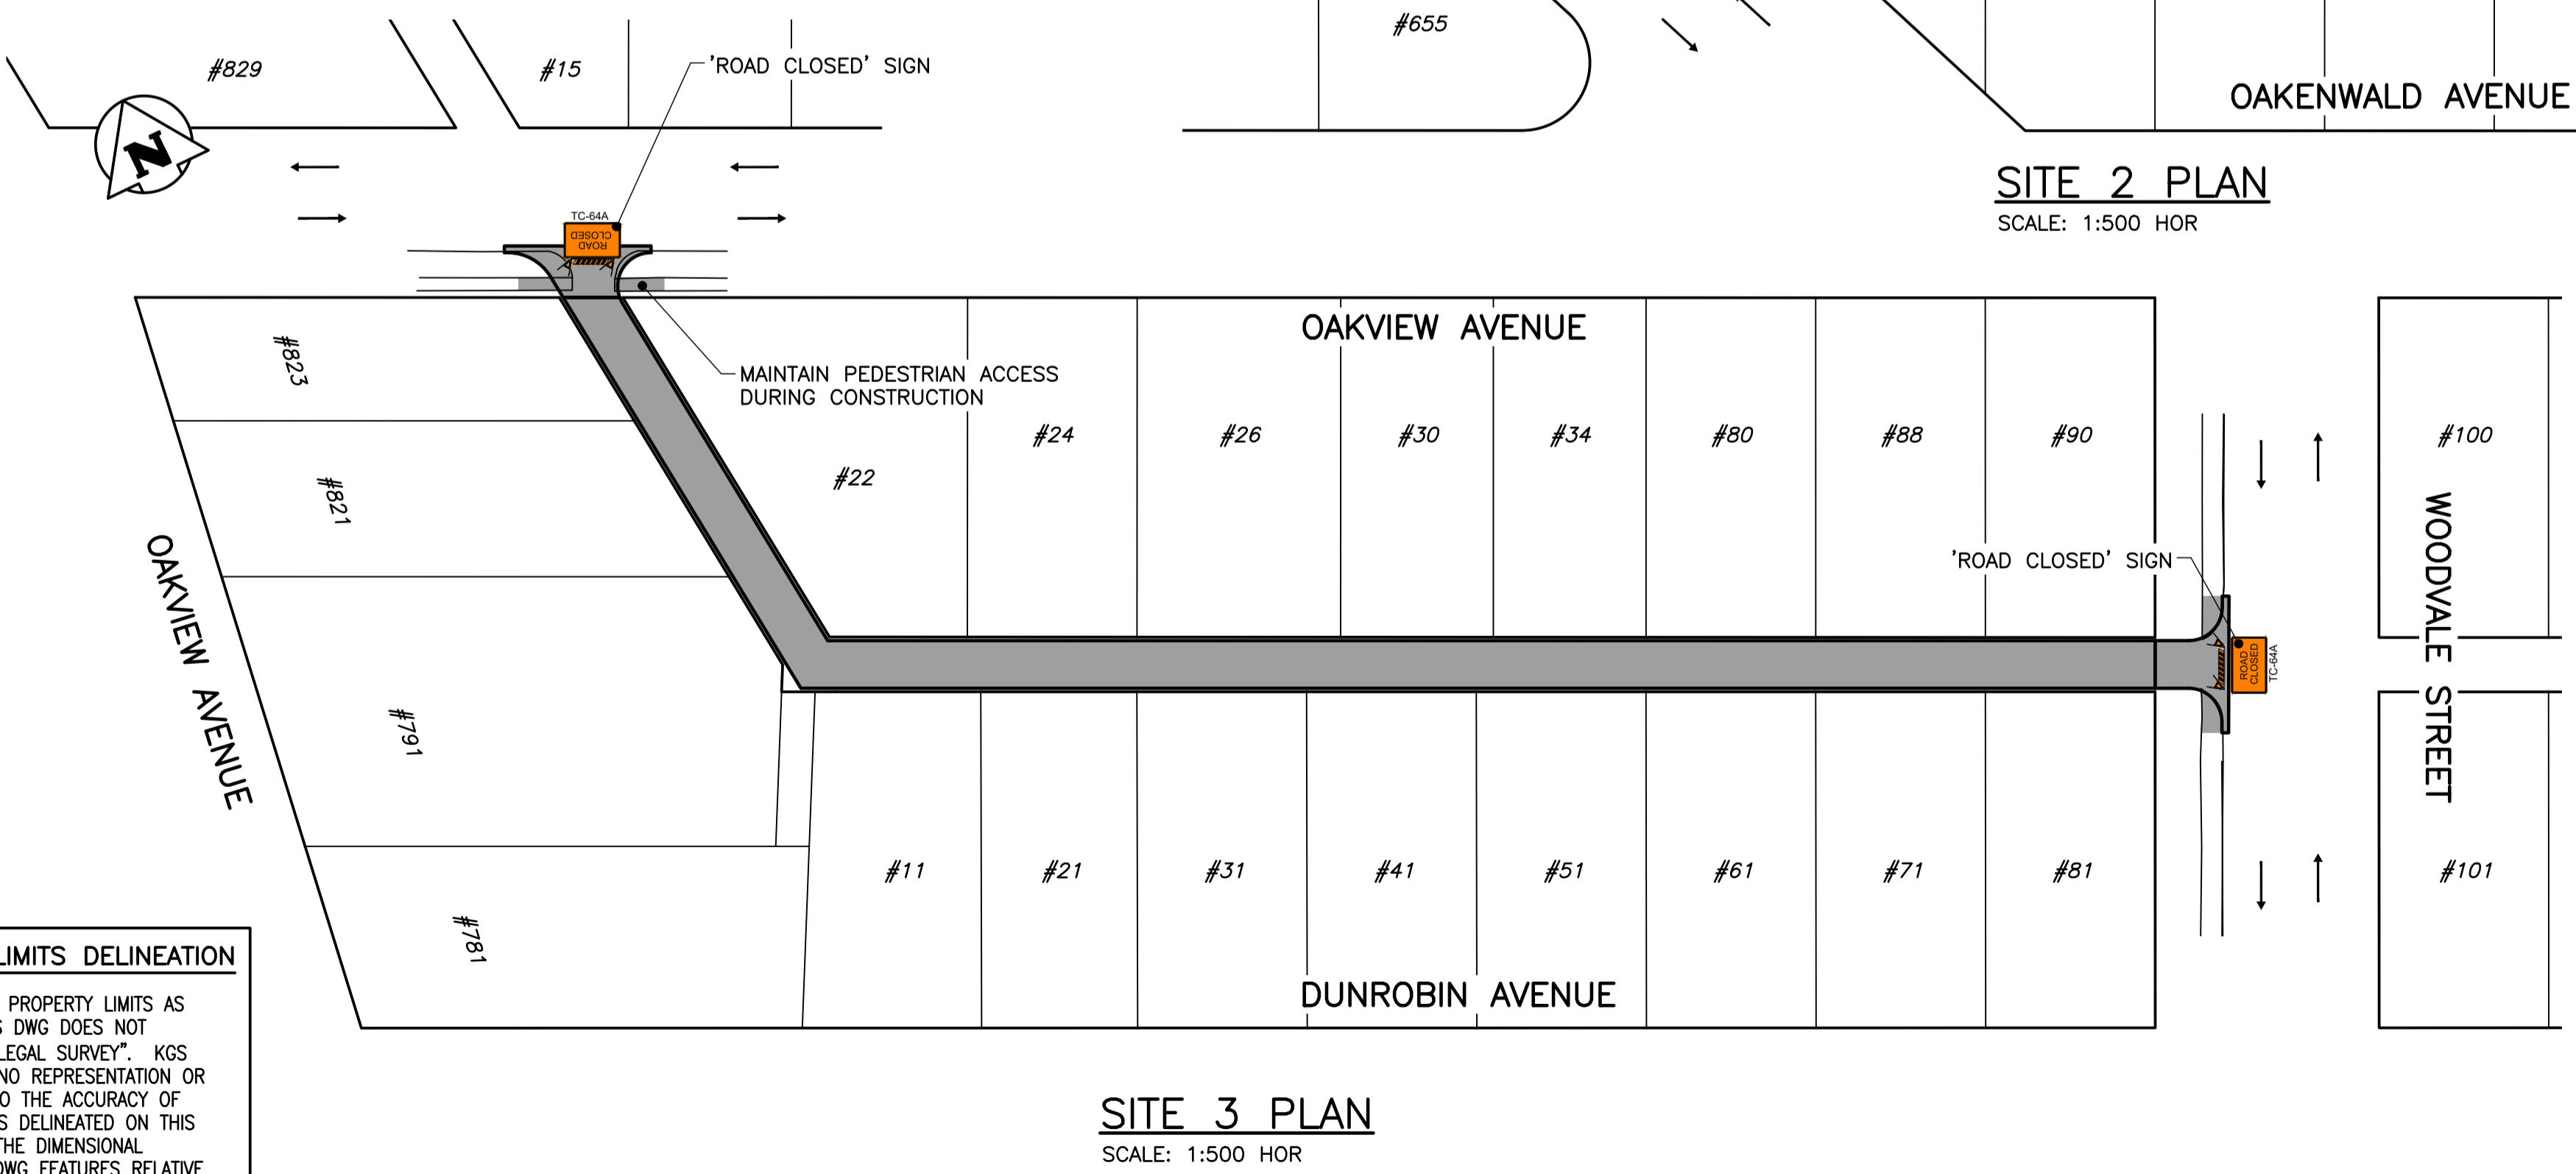 #829
#15
'ROAD CLOSED' SIGN
#655
OAKENWALD AVENUE
N
SITE 2 PLAN
SCALE: 1:500 HOR
TC-64A
ROAD
CLOSED
OAKVIEW AVENUE
MAINTAIN PEDESTRIAN ACCESS
DURING CONSTRUCTION
#823
#821
#791
#781
OAKVIEW AVENUE
#22
#24
#26
#30
#34
#80
#88
#90
#100
'ROAD CLOSED' SIGN
ROAD
CLOSED
TC-64A
WOODVALE STREET
#11
#21
#31
#41
#51
#61
#71
#81
#101
DUNROBIN AVENUE
LIMITS DELINEATION
PROPERTY LIMITS AS
DWG DOES NOT
LEGAL SURVEY". KGS
NO REPRESENTATION OR
THE ACCURACY OF
DELINEATED ON THIS
THE DIMENSIONAL
DWG FEATURES RELATIVE
SITE 3 PLAN
SCALE: 1:500 HOR